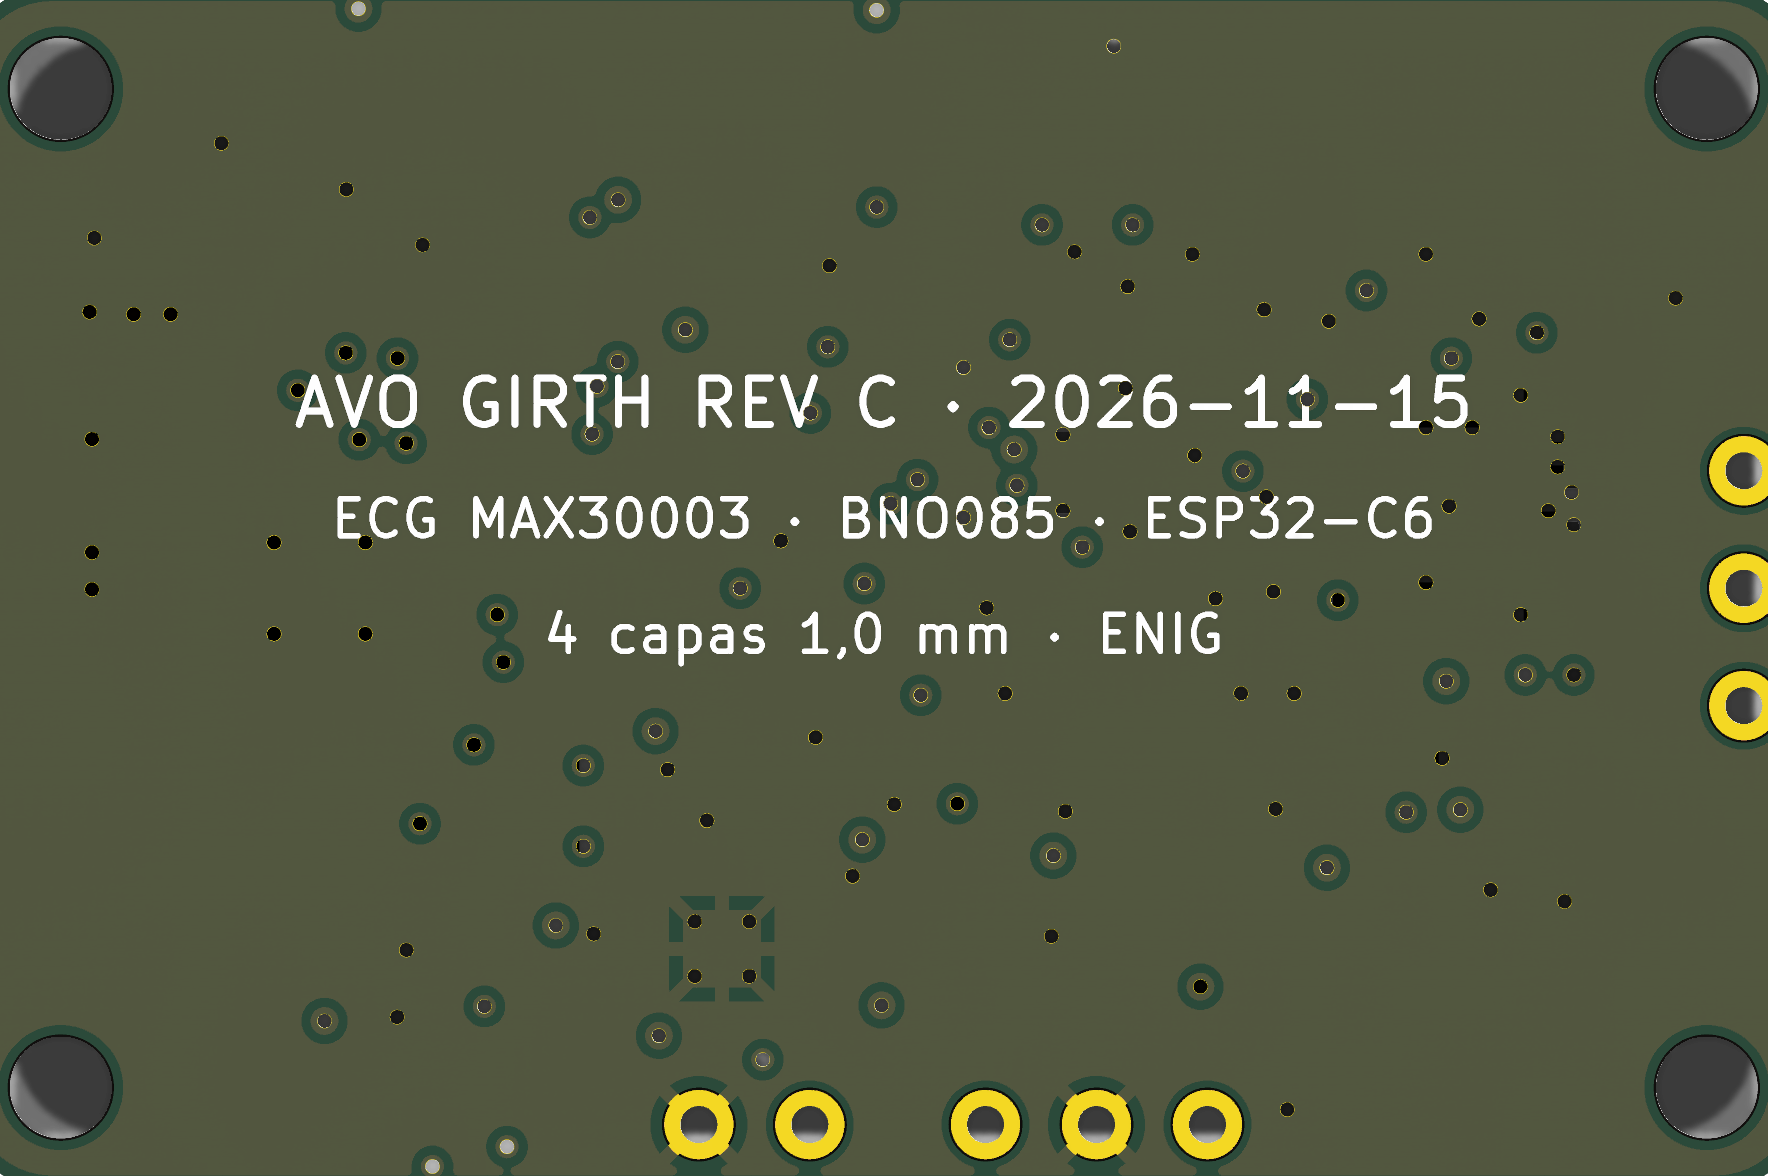 AVO GIRTH REV C · 2026-11-15
ECG MAX30003 · BNO085 · ESP32-C6
4 capas 1,0 mm · ENIG